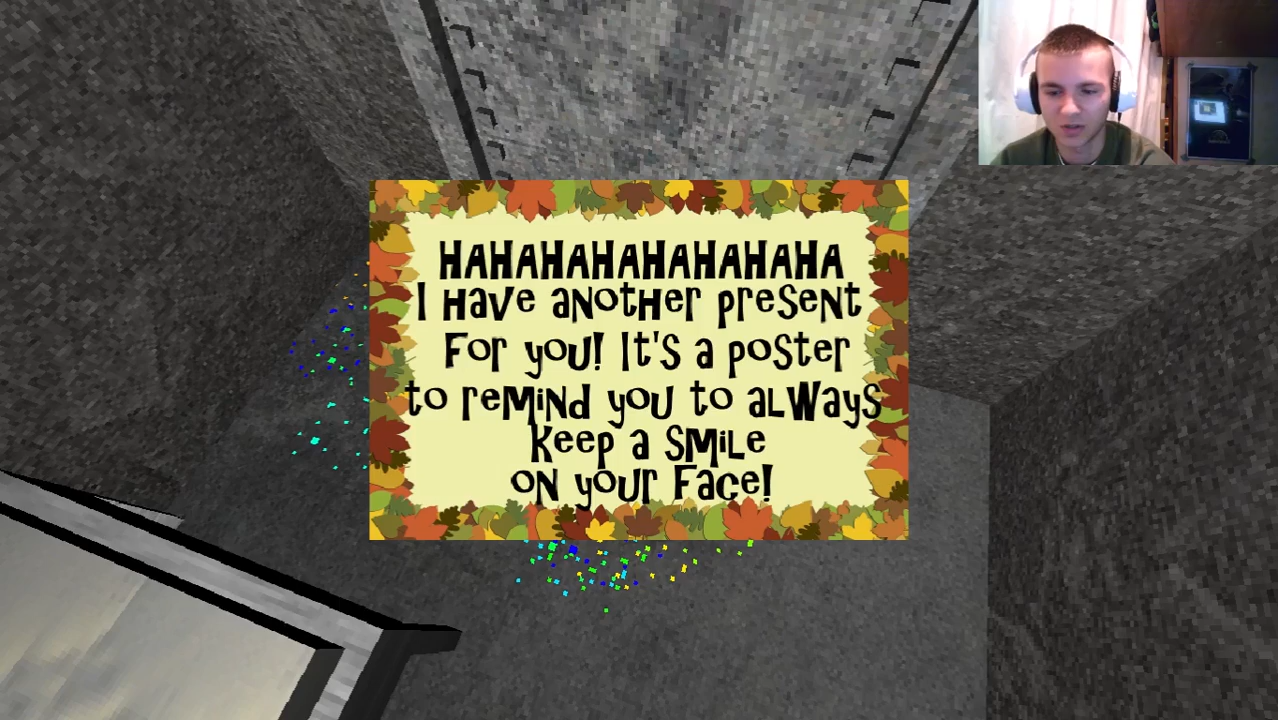 HAHAHAHAHAHAHAHA
I Have another present
For you! It's a poster
to remind you to always
keep a smile
on your Face!